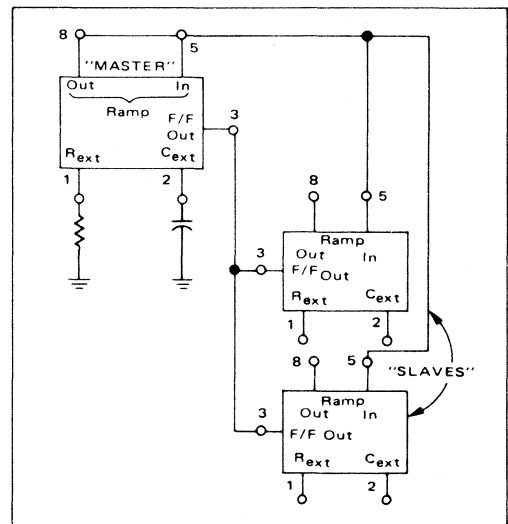 8 5
"MASTER"
Out In
Ramp
F/F
Out
3
Rext Cext
1 2
8 5
Ramp
Out In
3
F/F Out
Rext Cext
1 2
8 5
"SLAVES"
Ramp
Out In
3
F/F Out
Rext Cext
1 2